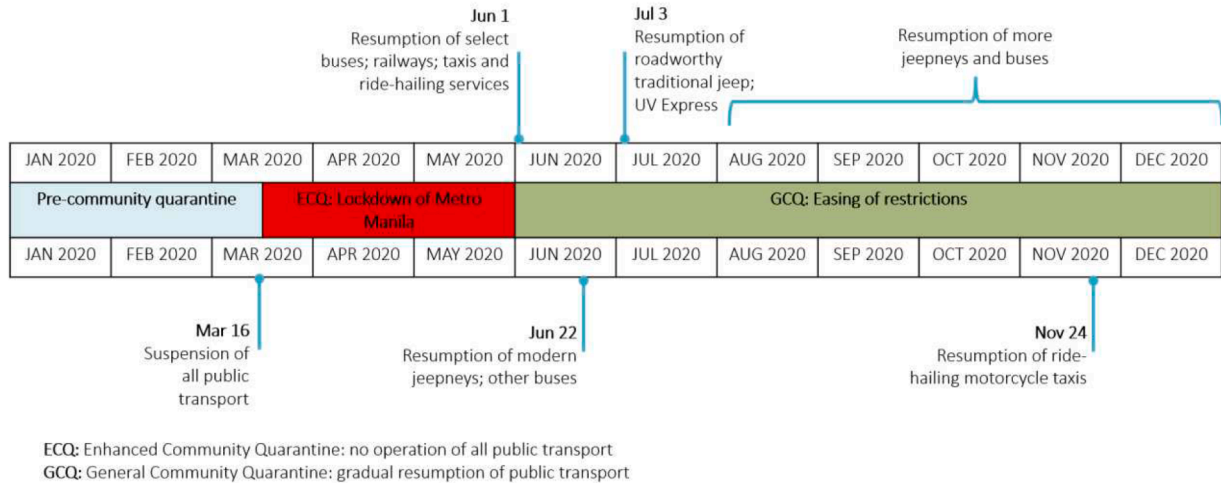 Jun 1
Resumption of select
buses; railways; taxis and
ride-hailing services
Jul 3
Resumption of
roadworthy
traditional jeep;
UV Express
Resumption of more
jeepneys and buses
JAN 2020 FEB 2020 MAR 2020 APR 2020 MAY 2020 JUN 2020 JUL 2020 AUG 2020 SEP 2020 OCT 2020 NOV 2020 DEC 2020
Pre-community quarantine
ECQ: Lockdown of Metro
Manila
GCQ: Easing of restrictions
JAN 2020 FEB 2020 MAR 2020 APR 2020 MAY 2020 JUN 2020 JUL 2020 AUG 2020 SEP 2020 OCT 2020 NOV 2020 DEC 2020
Mar 16
Suspension of
all public
transport
Jun 22
Resumption of modern
jeepneys; other buses
Nov 24
Resumption of ride-
hailing motorcycle taxis
ECQ: Enhanced Community Quarantine: no operation of all public transport
GCQ: General Community Quarantine: gradual resumption of public transport